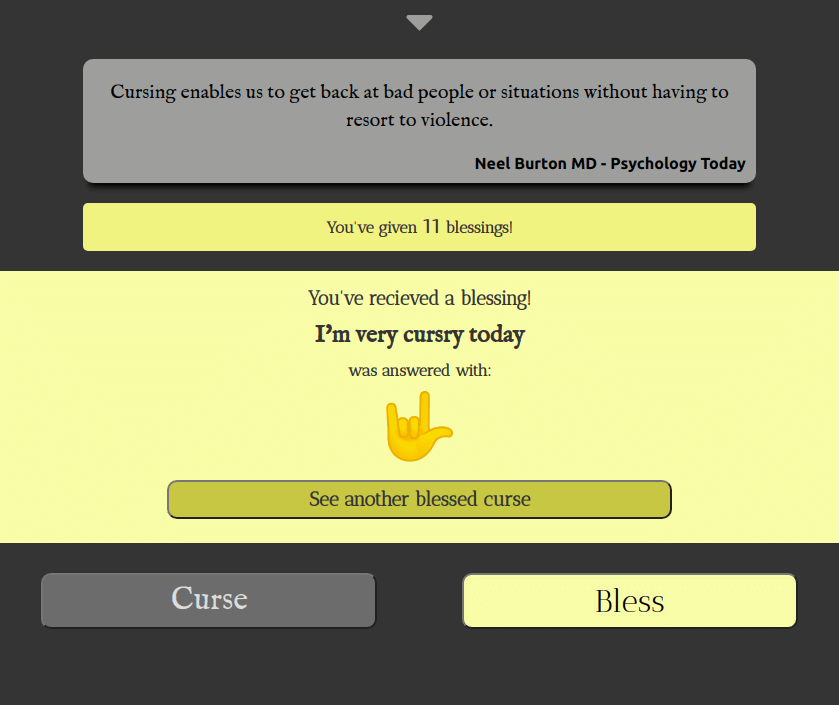 Cursing enables us to get back at bad people or situations without having to
resort to violence.
Neel Burton MD - Psychology Today
You've given 11 blessings!
You've recieved a blessing!
I'm very cursry today
was answered with:
See another blessed curse
Curse
Bless